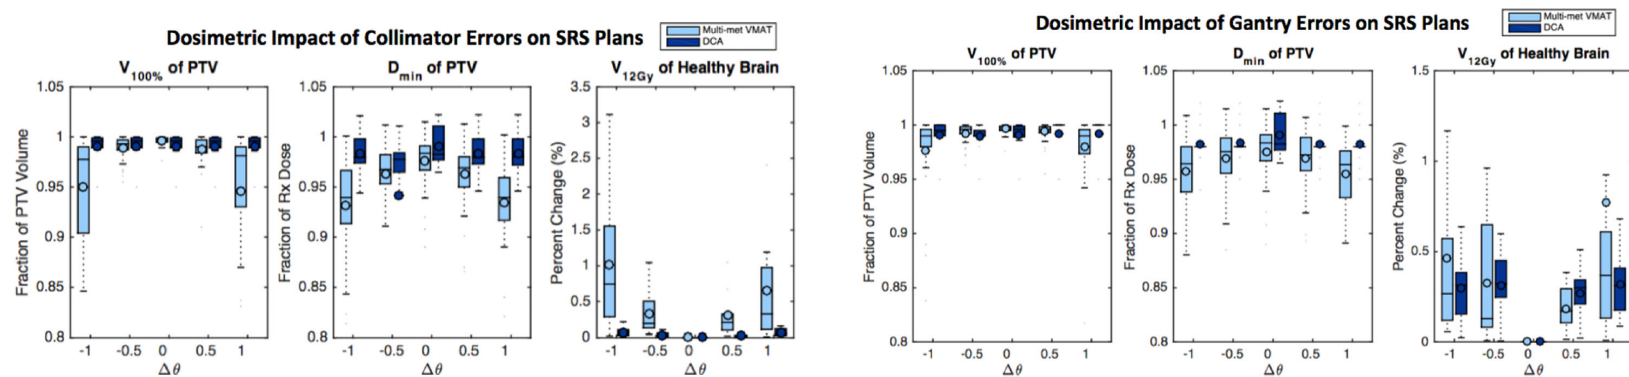 Dosimetric Impact of Collimator Errors on SRS Plans
Multi-met VMAT
DCA
V100% of PTV
Dmin of PTV
V12Gy of Healthy Brain
Fraction of PTV Volume
1.05
1
0.95
0.9
0.85
0.8
-1 -0.5 0 0.5 1
Δθ
Fraction of Rx Dose
1.05
1
0.95
0.9
0.85
0.8
-1 -0.5 0 0.5 1
Δθ
Percent Change (%)
3.5
3
2.5
2
1.5
1
0.5
0
-1 -0.5 0 0.5 1
Δθ
Dosimetric Impact of Gantry Errors on SRS Plans
Multi-met VMAT
DCA
V100% of PTV
Dmin of PTV
V12Gy of Healthy Brain
Fraction of PTV Volume
1.05
1
0.95
0.9
0.85
0.8
-1 -0.5 0 0.5 1
Δθ
Fraction of Rx Dose
1.05
1
0.95
0.9
0.85
0.8
-1 -0.5 0 0.5 1
Δθ
Percent Change (%)
1.5
1
0.5
0
-1 -0.5 0 0.5 1
Δθ